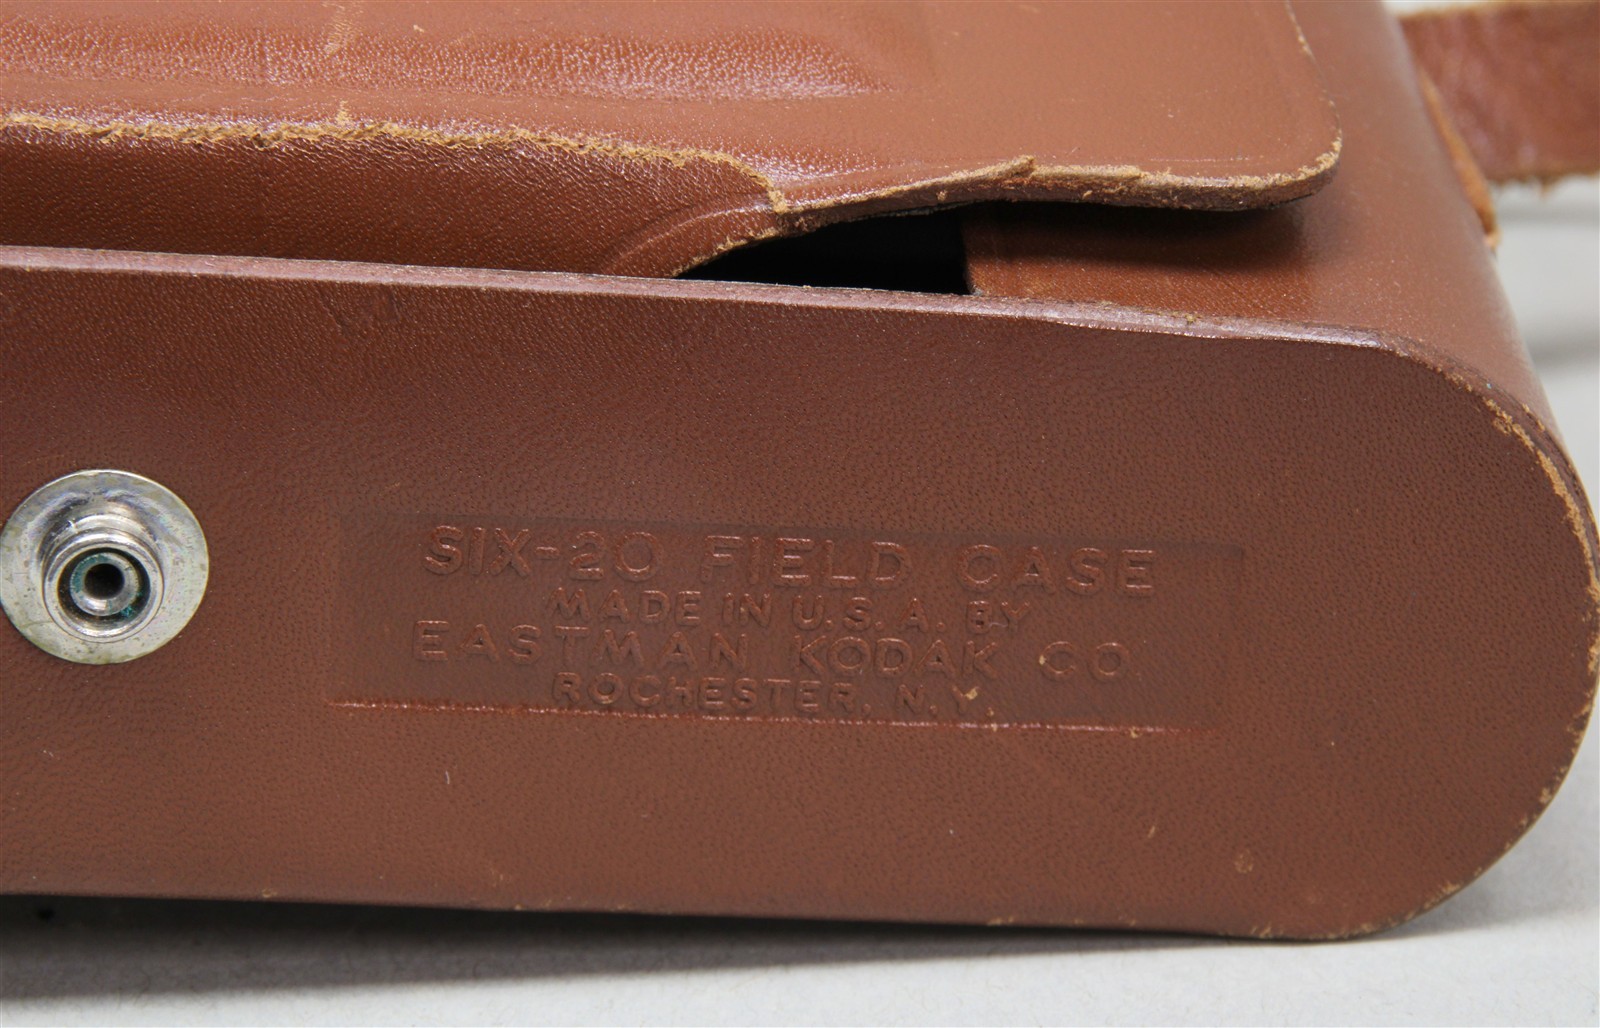 SIX-20 FIELD CASE
MADE IN U.S.A. BY
EASTMAN KODAK CO
ROCHESTER, N.Y.